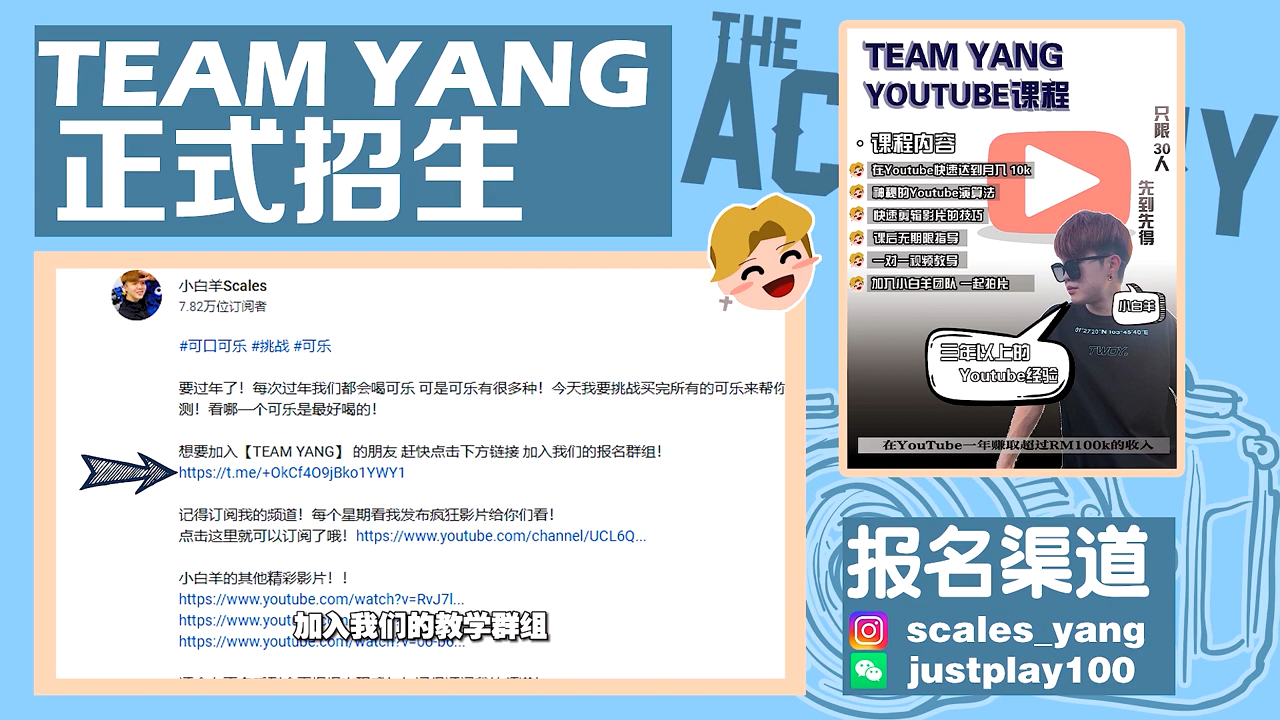 TEAM YANG
正式招生
THE
小白羊Scales
7.82万位订阅者
#可口可乐 #挑战 #可乐
要过年了！每次过年我们都会喝可乐 可是可乐有很多种！今天我要挑战买完所有的可乐来帮你
测！看哪一个可乐是最好喝的！
想要加入【TEAM YANG】 的朋友 赶快点击下方链接 加入我们的报名群组！
https://t.me/+OkCf4O9jBko1YWY1
记得订阅我的频道！每个星期看我发布疯狂影片给你们看！
点击这里就可以订阅了哦！https://www.youtube.com/channel/UCL6Q...
小白羊的其他精彩影片！！
https://www.youtube.com/watch?v=RvJ7l...
加入我们的教学群组
TEAM YANG
YOUTUBE课程
只限30人
先到先得
课程内容
在Youtube快速达到月入 10k
神秘的Youtube演算法
快速剪辑影片的技巧
课后无期限指导
一对一视频教导
加入小白羊团队 一起拍片
小白羊
三年以上的
Youtube经验
在YouTube一年赚取超过RM100k的收入
报名渠道
scales_yang
justplay100